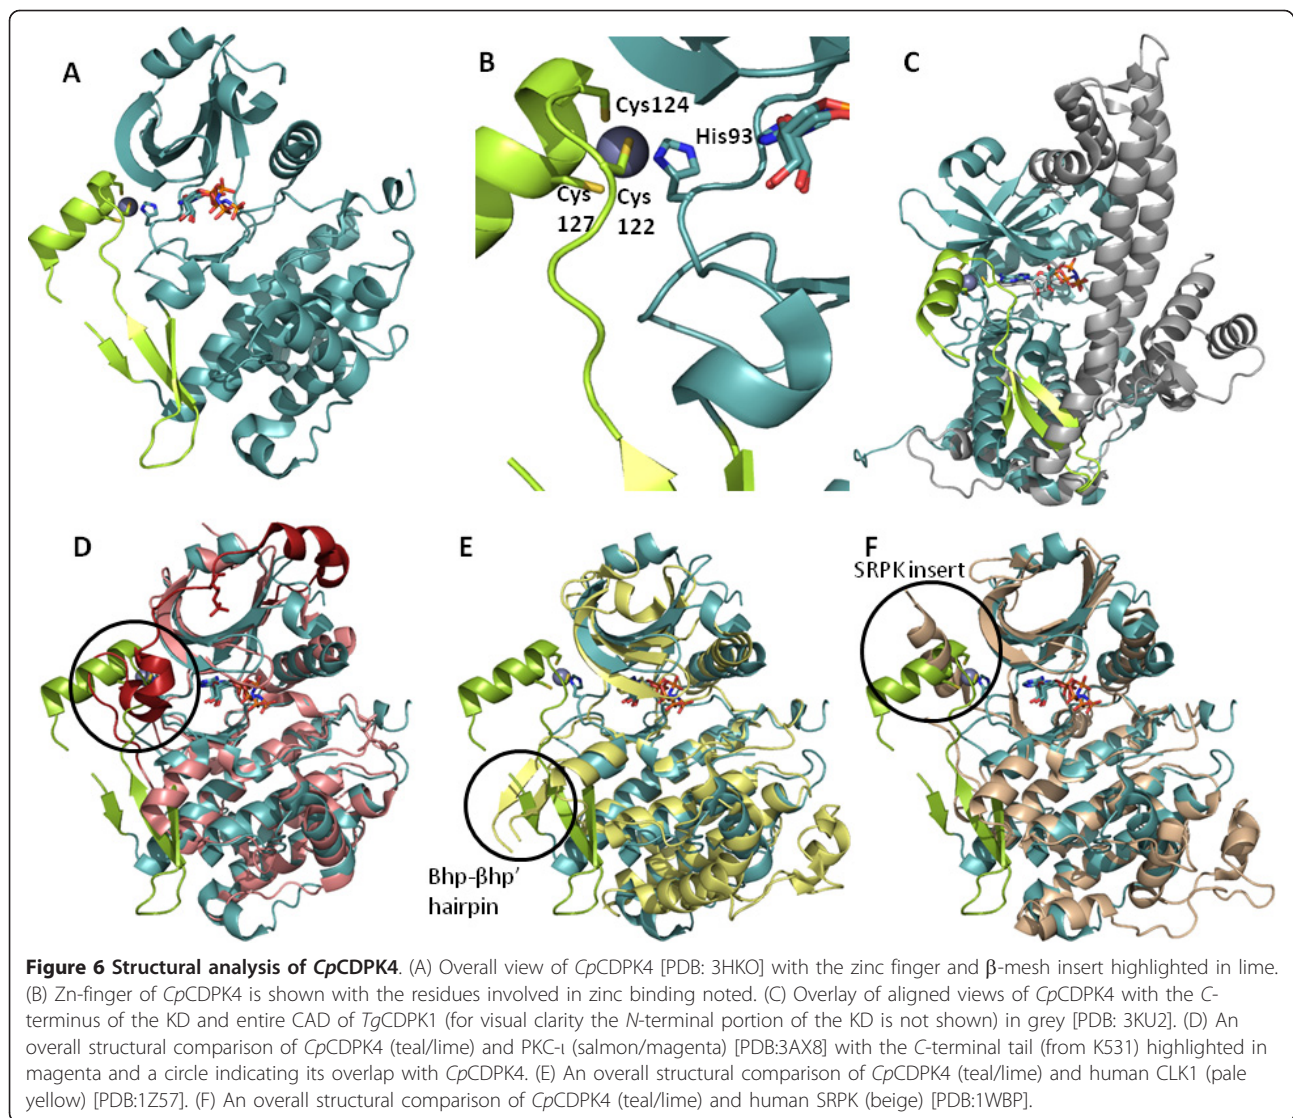 A
B
C
Cys124
His93
Cys
127
Cys
122
D
E
F
SRPK insert
Bhp-βhp′
hairpin
Figure 6 Structural analysis of CpCDPK4. (A) Overall view of CpCDPK4 [PDB: 3HKO] with the zinc finger and β-mesh insert highlighted in lime.
(B) Zn-finger of CpCDPK4 is shown with the residues involved in zinc binding noted. (C) Overlay of aligned views of CpCDPK4 with the C-
terminus of the KD and entire CAD of TgCDPK1 (for visual clarity the N-terminal portion of the KD is not shown) in grey [PDB: 3KU2]. (D) An
overall structural comparison of CpCDPK4 (teal/lime) and PKC-ι (salmon/magenta) [PDB:3AX8] with the C-terminal tail (from K531) highlighted in
magenta and a circle indicating its overlap with CpCDPK4. (E) An overall structural comparison of CpCDPK4 (teal/lime) and human CLK1 (pale
yellow) [PDB:1Z57]. (F) An overall structural comparison of CpCDPK4 (teal/lime) and human SRPK (beige) [PDB:1WBP].